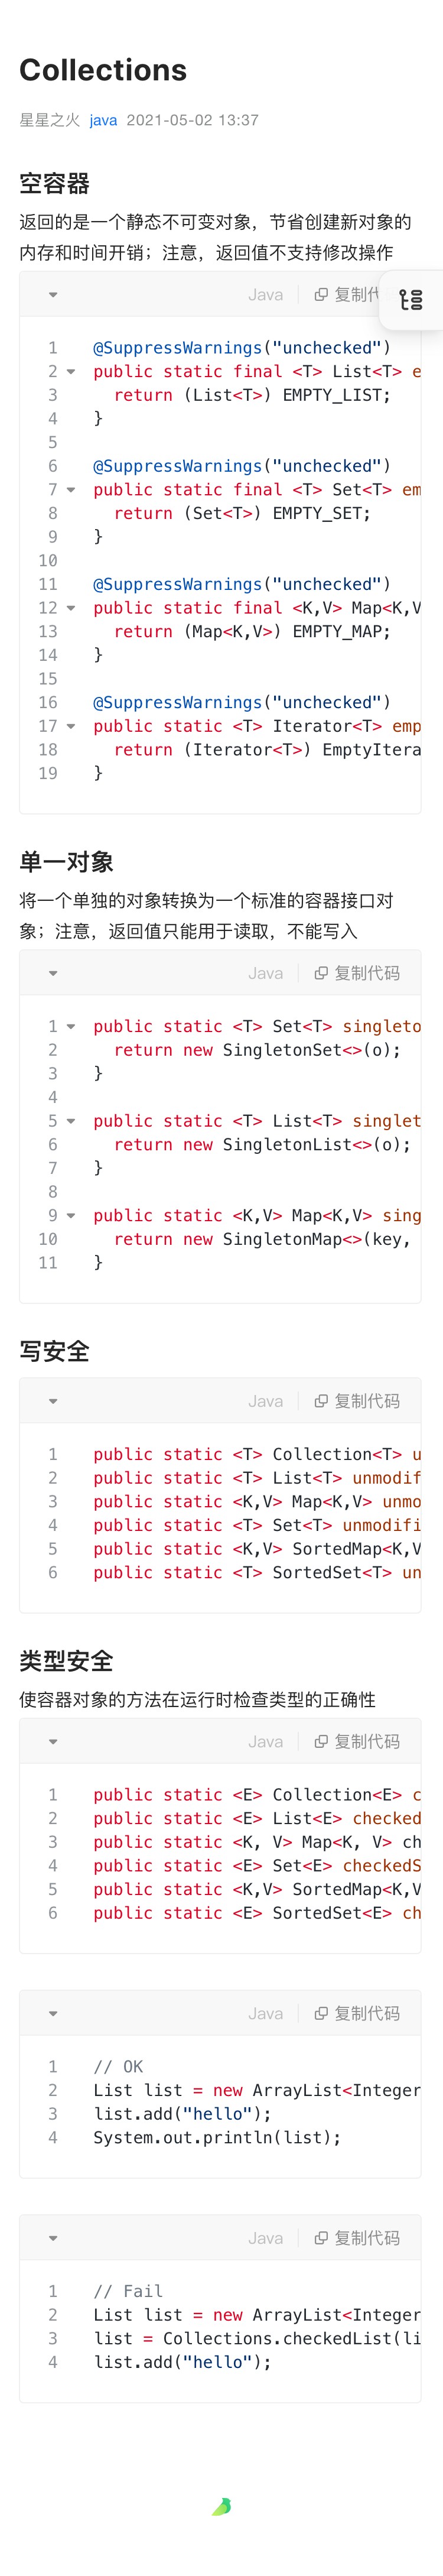 Collections
星星之火 java 2021-05-02 13:37
空容器
返回的是一个静态不可变对象，节省创建新对象的
内存和时间开销；注意，返回值不支持修改操作
Java 复制代
1 @SuppressWarnings("unchecked")
2 public static final <T> List<T> e
3 return (List<T>) EMPTY_LIST;
4 }
5
6 @SuppressWarnings("unchecked")
7 public static final <T> Set<T> em
8 return (Set<T>) EMPTY_SET;
9 }
10
11 @SuppressWarnings("unchecked")
12 public static final <K,V> Map<K,V
13 return (Map<K,V>) EMPTY_MAP;
14 }
15
16 @SuppressWarnings("unchecked")
17 public static <T> Iterator<T> emp
18 return (Iterator<T>) EmptyItera
19 }
单一对象
将一个单独的对象转换为一个标准的容器接口对
象；注意，返回值只能用于读取，不能写入
Java 复制代码
1 public static <T> Set<T> singleto
2 return new SingletonSet<>(o);
3 }
4
5 public static <T> List<T> singlet
6 return new SingletonList<>(o);
7 }
8
9 public static <K,V> Map<K,V> sing
10 return new SingletonMap<>(key,
11 }
写安全
Java 复制代码
1 public static <T> Collection<T> u
2 public static <T> List<T> unmodif
3 public static <K,V> Map<K,V> unmo
4 public static <T> Set<T> unmodifi
5 public static <K,V> SortedMap<K,V
6 public static <T> SortedSet<T> un
类型安全
使容器对象的方法在运行时检查类型的正确性
Java 复制代码
1 public static <E> Collection<E> c
2 public static <E> List<E> checked
3 public static <K, V> Map<K, V> ch
4 public static <E> Set<E> checkedS
5 public static <K,V> SortedMap<K,V
6 public static <E> SortedSet<E> ch
Java 复制代码
1 // OK
2 List list = new ArrayList<Integer
3 list.add("hello");
4 System.out.println(list);
Java 复制代码
1 // Fail
2 List list = new ArrayList<Integer
3 list = Collections.checkedList(li
4 list.add("hello");